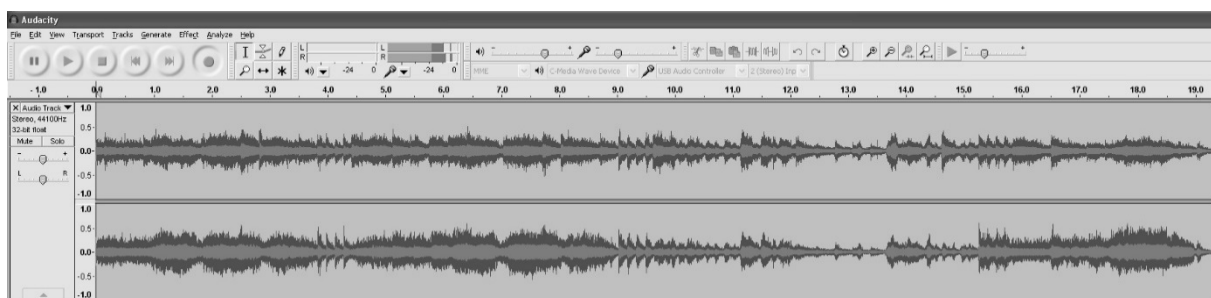 Audacity
File Edit View Transport Tracks Generate Effect Analyze Help
L
R
L
R
-24 0
-24 0
MME
C-Media Wave Device
USB Audio Controller
2 (Stereo) Inp
- 1.0 0.0 1.0 2.0 3.0 4.0 5.0 6.0 7.0 8.0 9.0 10.0 11.0 12.0 13.0 14.0 15.0 16.0 17.0 18.0 19.0
X Audio Track
Stereo, 44100Hz
32-bit float
Mute Solo
- +
L R
1.0
0.5-
0.0-
-0.5-
-1.0
1.0
0.5-
0.0-
-0.5-
-1.0